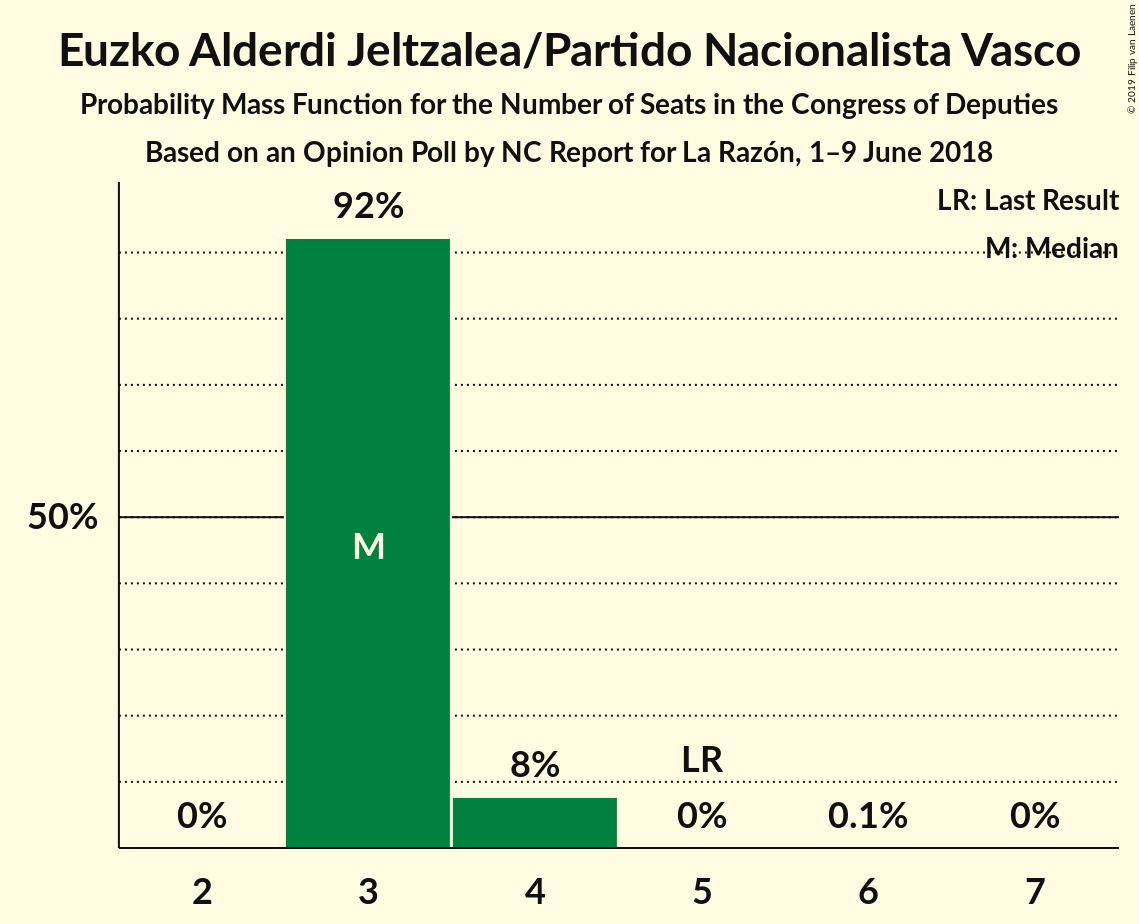 Euzko Alderdi Jeltzalea/Partido Nacionalista Vasco
Probability Mass Function for the Number of Seats in the Congress of Deputies
Based on an Opinion Poll by NC Report for La Razón, 1–9 June 2018
© 2019 Filip van Laenen
LR: Last Result
M: Median
92%
50%
M
8%
LR
0%
0%
0.1%
0%
2
3
4
5
6
7